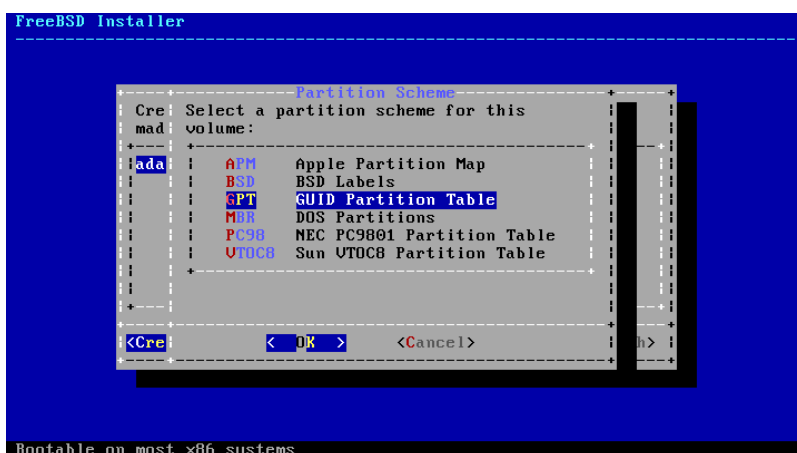 FreeBSD Installer
Partition Scheme
Cre Select a partition scheme for this
mad volume:
ada APM Apple Partition Map
BSD BSD Labels
GPT GUID Partition Table
MBR DOS Partitions
PC98 NEC PC9801 Partition Table
VTOC8 Sun VTOC8 Partition Table
<Cre < OK > <Cancel> h>
Bootable on most x86 systems